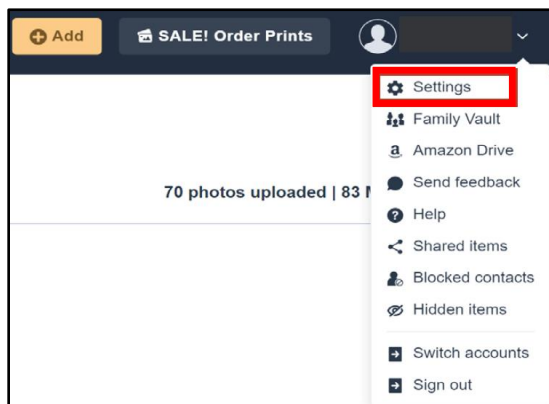 Add
SALE! Order Prints
Settings
Family Vault
a Amazon Drive
Send feedback
70 photos uploaded | 83
Help
Shared items
Blocked contacts
Hidden items
Switch accounts
Sign out